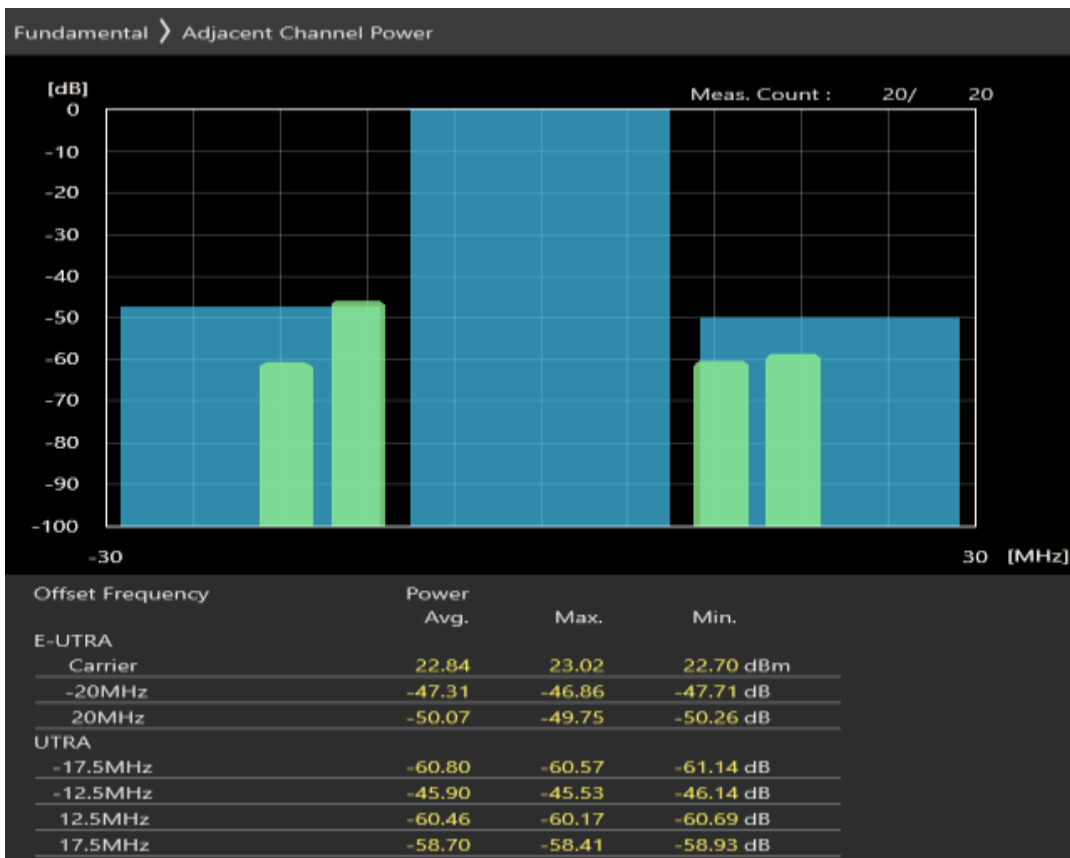 Fundamental 〉 Adjacent Channel Power
[dB]
Meas. Count : 20/ 20
0
-10
-20
-30
-40
-50
-60
-70
-80
-90
-100
-30 30 [MHz]
Offset Frequency Power
Avg. Max. Min.
E-UTRA
Carrier 22.84 23.02 22.70 dBm
-20MHz -47.31 -46.86 -47.71 dB
20MHz -50.07 -49.75 -50.26 dB
UTRA
-17.5MHz -60.80 -60.57 -61.14 dB
-12.5MHz -45.90 -45.53 -46.14 dB
12.5MHz -60.46 -60.17 -60.69 dB
17.5MHz -58.70 -58.41 -58.93 dB